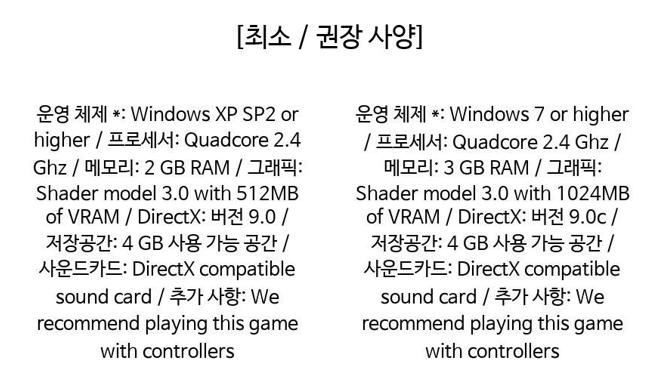 [최소 / 권장 사양]
운영 체제 *: Windows XP SP2 or
higher / 프로세서: Quadcore 2.4
Ghz / 메모리: 2 GB RAM / 그래픽:
Shader model 3.0 with 512MB
of VRAM / DirectX: 버전 9.0 /
저장공간: 4 GB 사용 가능 공간 /
사운드카드: DirectX compatible
sound card / 추가 사항: We
recommend playing this game
with controllers
운영 체제 *: Windows 7 or higher
/ 프로세서: Quadcore 2.4 Ghz /
메모리: 3 GB RAM / 그래픽:
Shader model 3.0 with 1024MB
of VRAM / DirectX: 버전 9.0c /
저장공간: 4 GB 사용 가능 공간 /
사운드카드: DirectX compatible
sound card / 추가 사항: We
recommend playing this game
with controllers